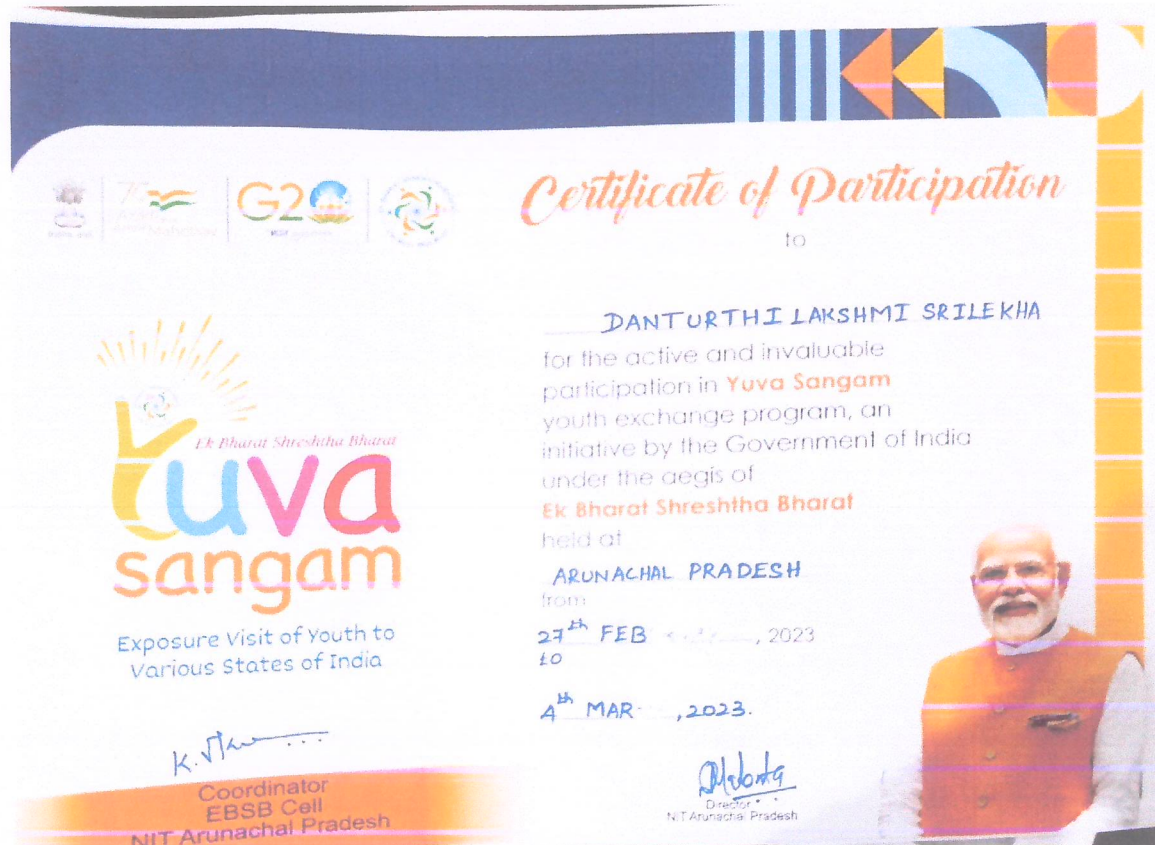 G20
Certificate of Participation
to
DANTURTHI LAKSHMI SRILEKHA
for the active and invaluable
participation in Yuva Sangam
youth exchange program, an
initiative by the Government of India
under the aegis of
Ek Bharat Shreshtha Bharat
held at
ARUNACHAL PRADESH
from
27th FEB , 2023
to
4th MAR ,2023.
Director
NIT Arunachal Pradesh
Ek Bharat Shreshtha Bharat
Yuva
sangam
Exposure Visit of Youth to
Various States of India
Coordinator
EBSB Cell
NIT Arunachal Pradesh